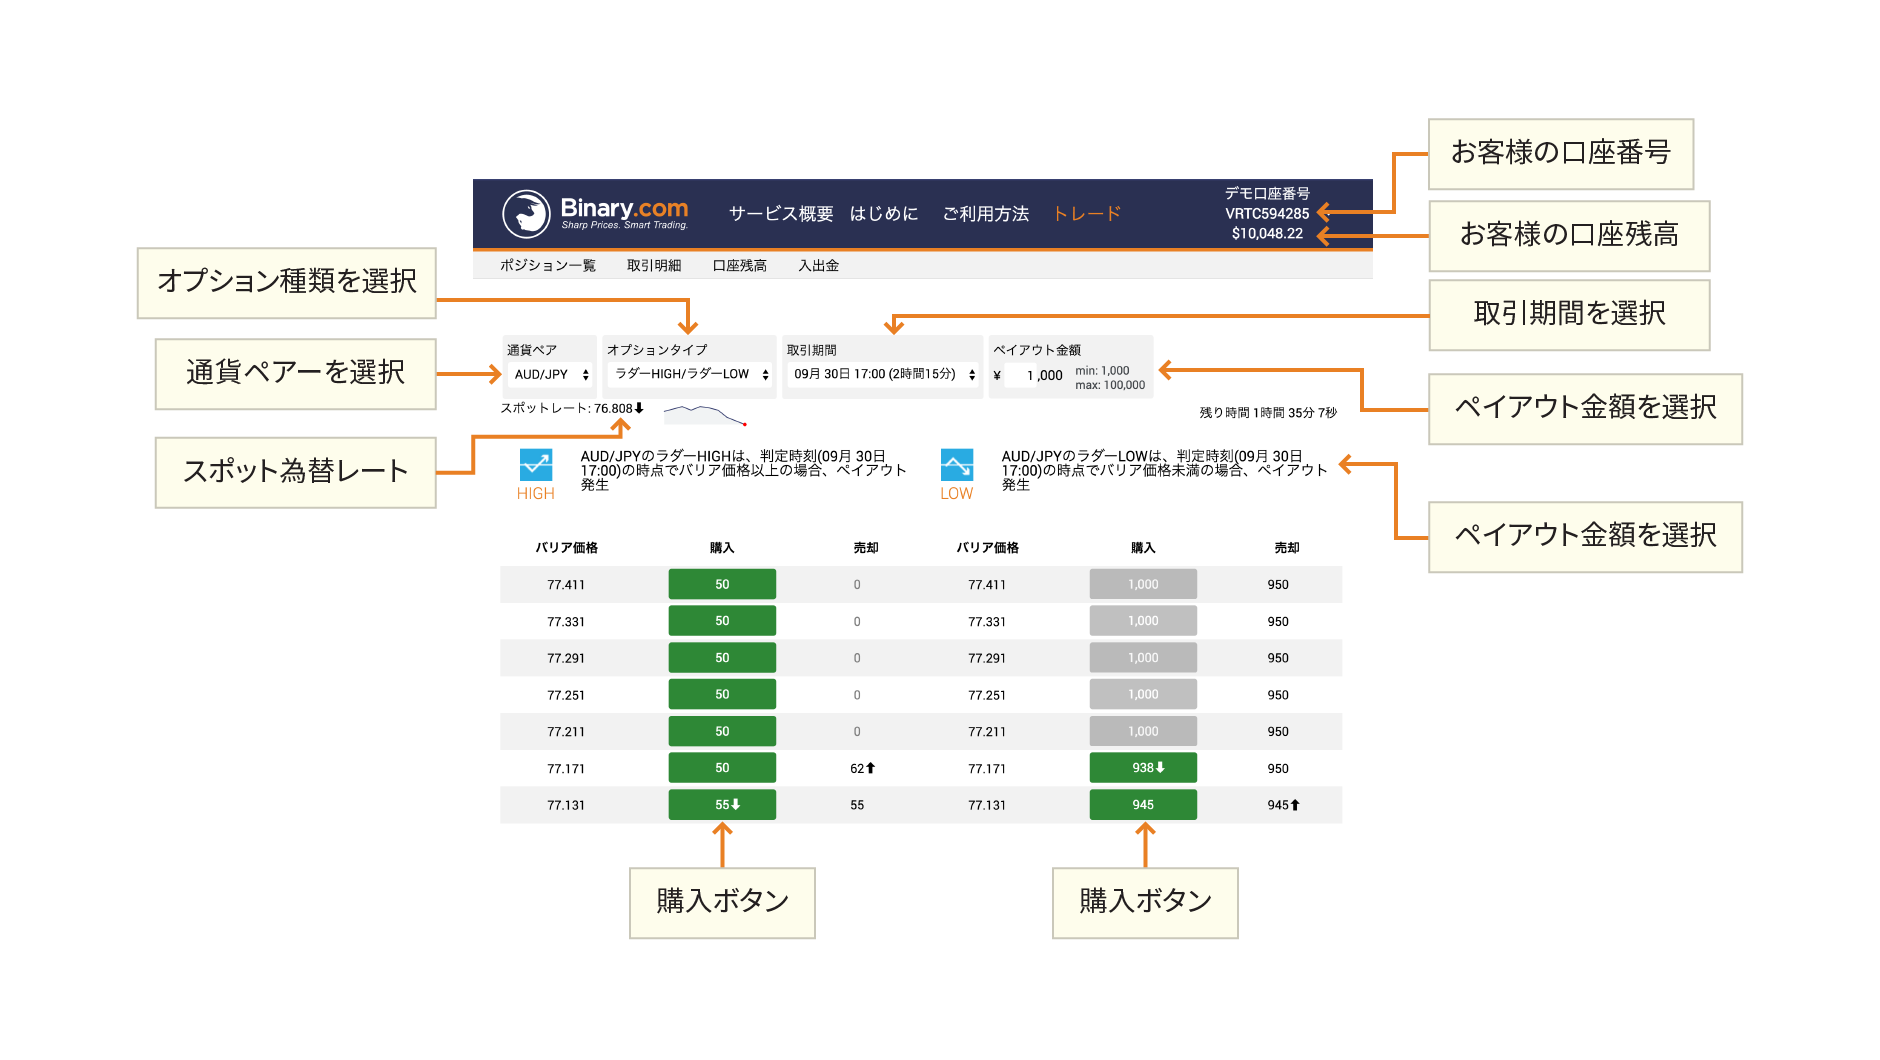 お客様の口座番号
お客様の口座残高
Binary.com
Sharp Prices. Smart Trading.
サービス概要 はじめに ご利用方法 トレード
デモ口座番号
VRTC594285
$10,048.22
ポジション一覧 取引明細 口座残高 入出金
オプション種類を選択
取引期間を選択
通貨ペアーを選択
通貨ペア オプションタイプ 取引期間 ペイアウト金額
AUD/JPY ラダーHIGH/ラダーLOW 09月 30日 17:00 (2時間15分) ¥ 1,000
min: 1,000
max: 100,000
ペイアウト金額を選択
スポットレート: 76.808
残り時間 1時間 35分 7秒
スポット為替レート
HIGH
AUD/JPYのラダーHIGHは、判定時刻(09月 30日
17:00)の時点でバリア価格以上の場合、ペイアウト
発生
LOW
AUD/JPYのラダーLOWは、判定時刻(09月 30日
17:00)の時点でバリア価格未満の場合、ペイアウト
発生
ペイアウト金額を選択
バリア価格 購入 売却 バリア価格 購入 売却
77.411 50 0 77.411 1,000 950
77.331 50 0 77.331 1,000 950
77.291 50 0 77.291 1,000 950
77.251 50 0 77.251 1,000 950
77.211 50 0 77.211 1,000 950
77.171 50 62 77.171 938 950
77.131 55 55 77.131 945 945
購入ボタン 購入ボタン